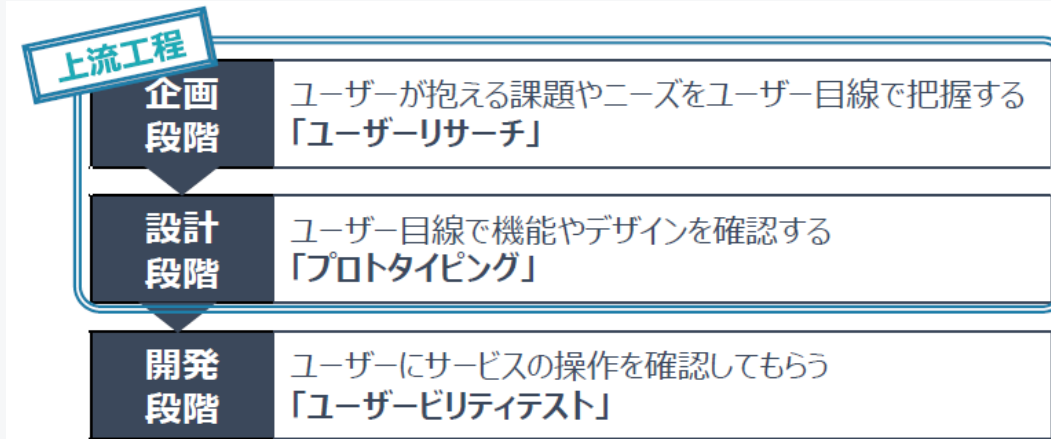 上流工程
企画
段階
ユーザーが抱える課題やニーズをユーザー目線で把握する
「ユーザーリサーチ」
設計
段階
ユーザー目線で機能やデザインを確認する
「プロトタイピング」
開発
段階
ユーザーにサービスの操作を確認してもらう
「ユーザービリティテスト」